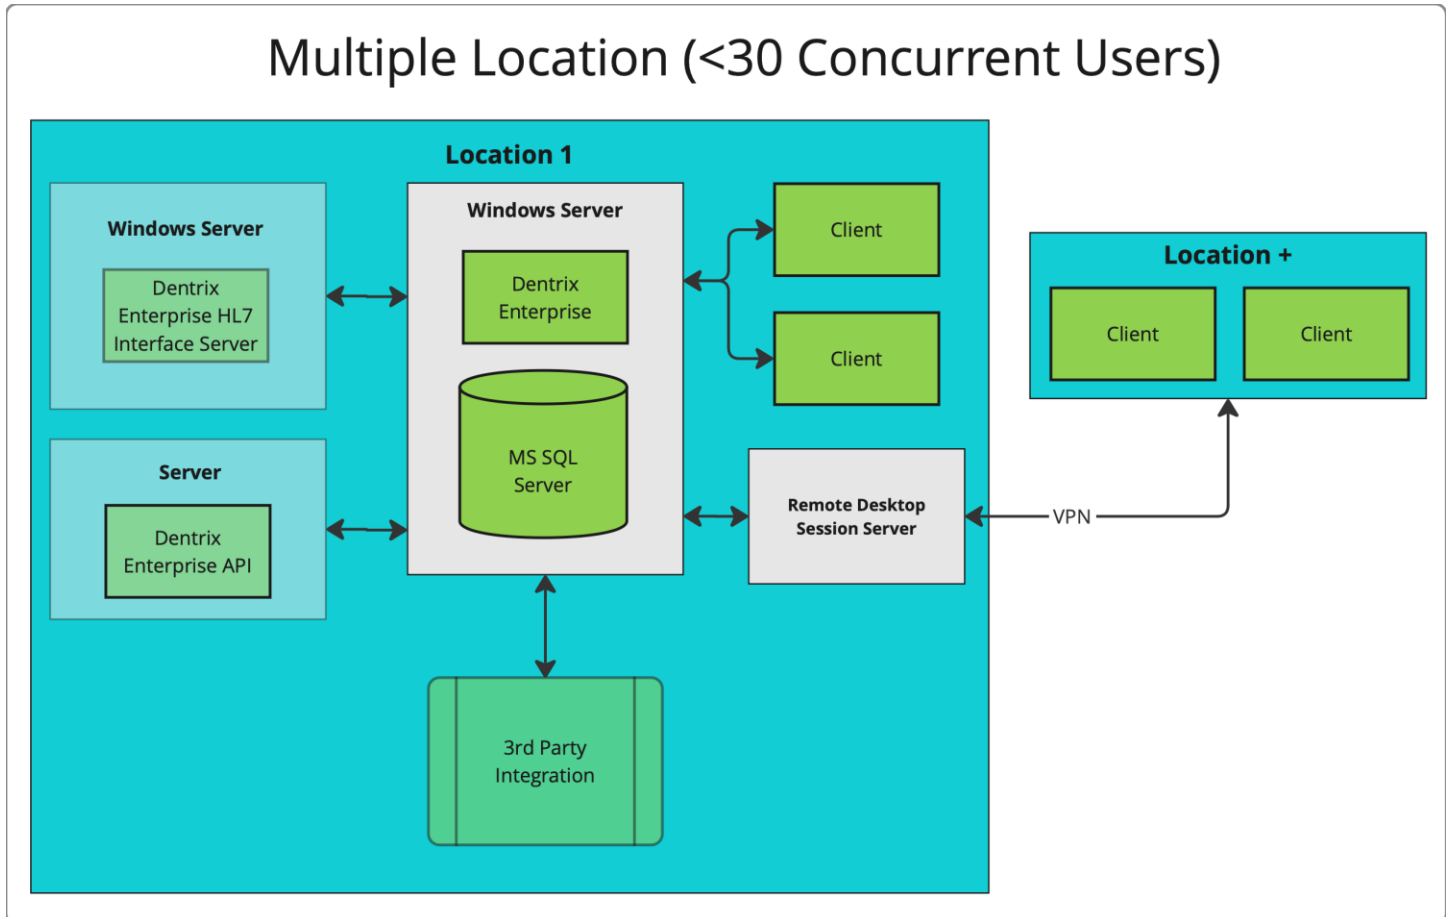 Multiple Location (<30 Concurrent Users)
Location 1
Windows Server
Dentrix
Enterprise HL7
Interface Server
Server
Dentrix
Enterprise API
Windows Server
Dentrix
Enterprise
MS SQL
Server
3rd Party
Integration
Client
Client
Remote Desktop
Session Server
VPN
Location +
Client
Client